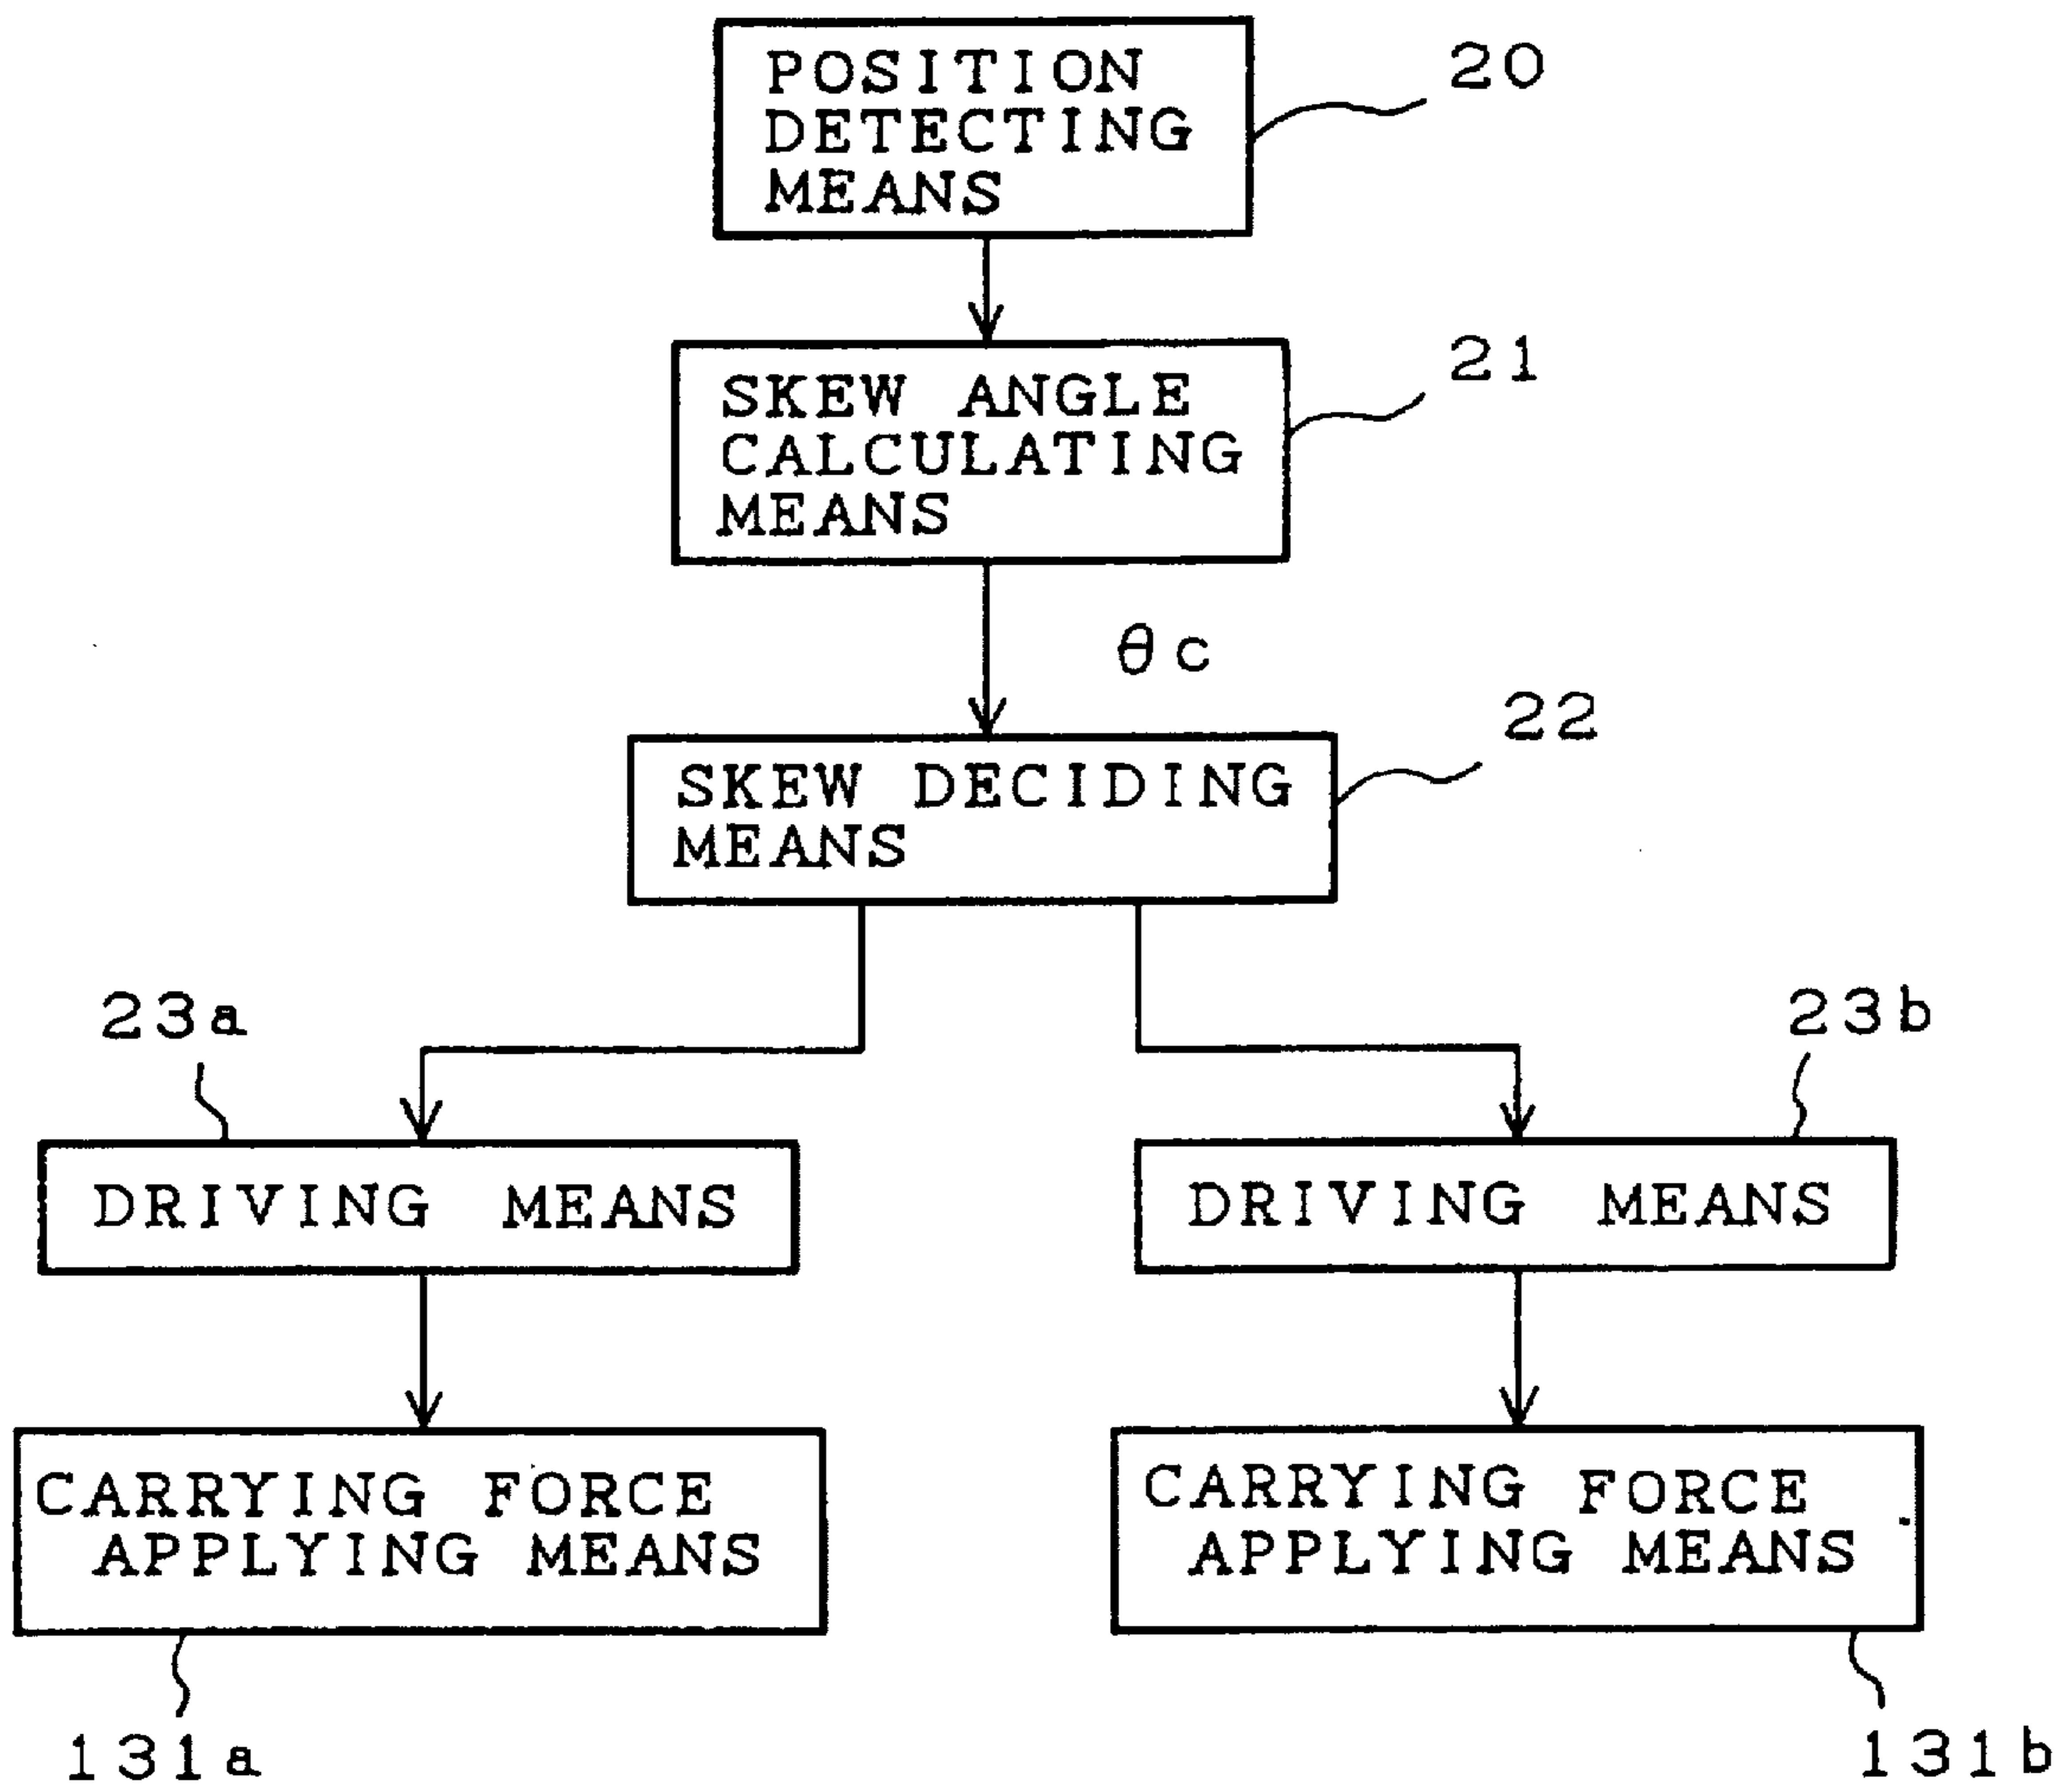 POSITION
DETECTING
MEANS
20
SKEW ANGLE
CALCULATING
MEANS
21
θc
SKEW DECIDING
MEANS
22
23a
DRIVING MEANS
23b
DRIVING MEANS
CARRYING FORCE
APPLYING MEANS
131a
CARRYING FORCE
APPLYING MEANS
131b